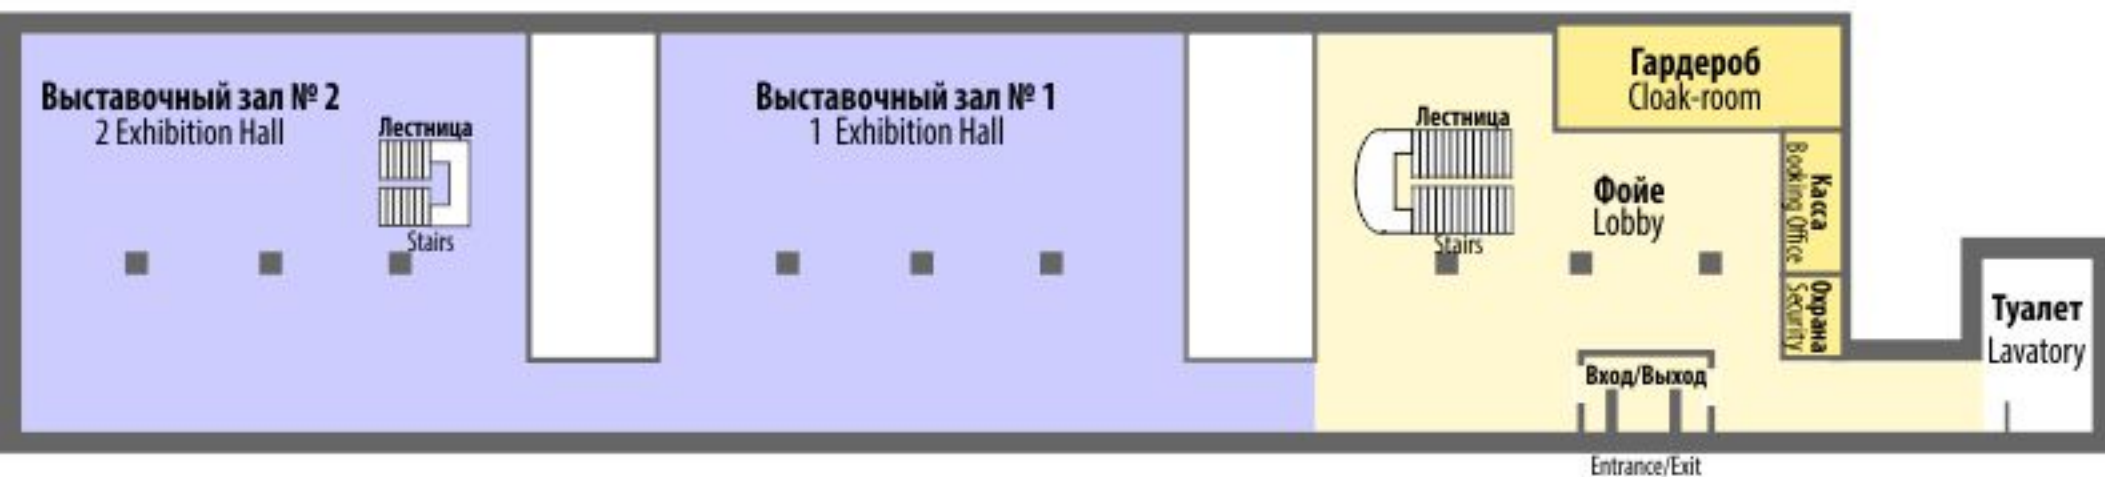 Выставочный зал № 2
2 Exhibition Hall
Лестница
Stairs
Выставочный зал № 1
1 Exhibition Hall
Лестница
Stairs
Гардероб
Cloak-room
Фойе
Lobby
Касса
Booking Office
Охрана
Security
Вход/Выход
Entrance/Exit
Туалет
Lavatory